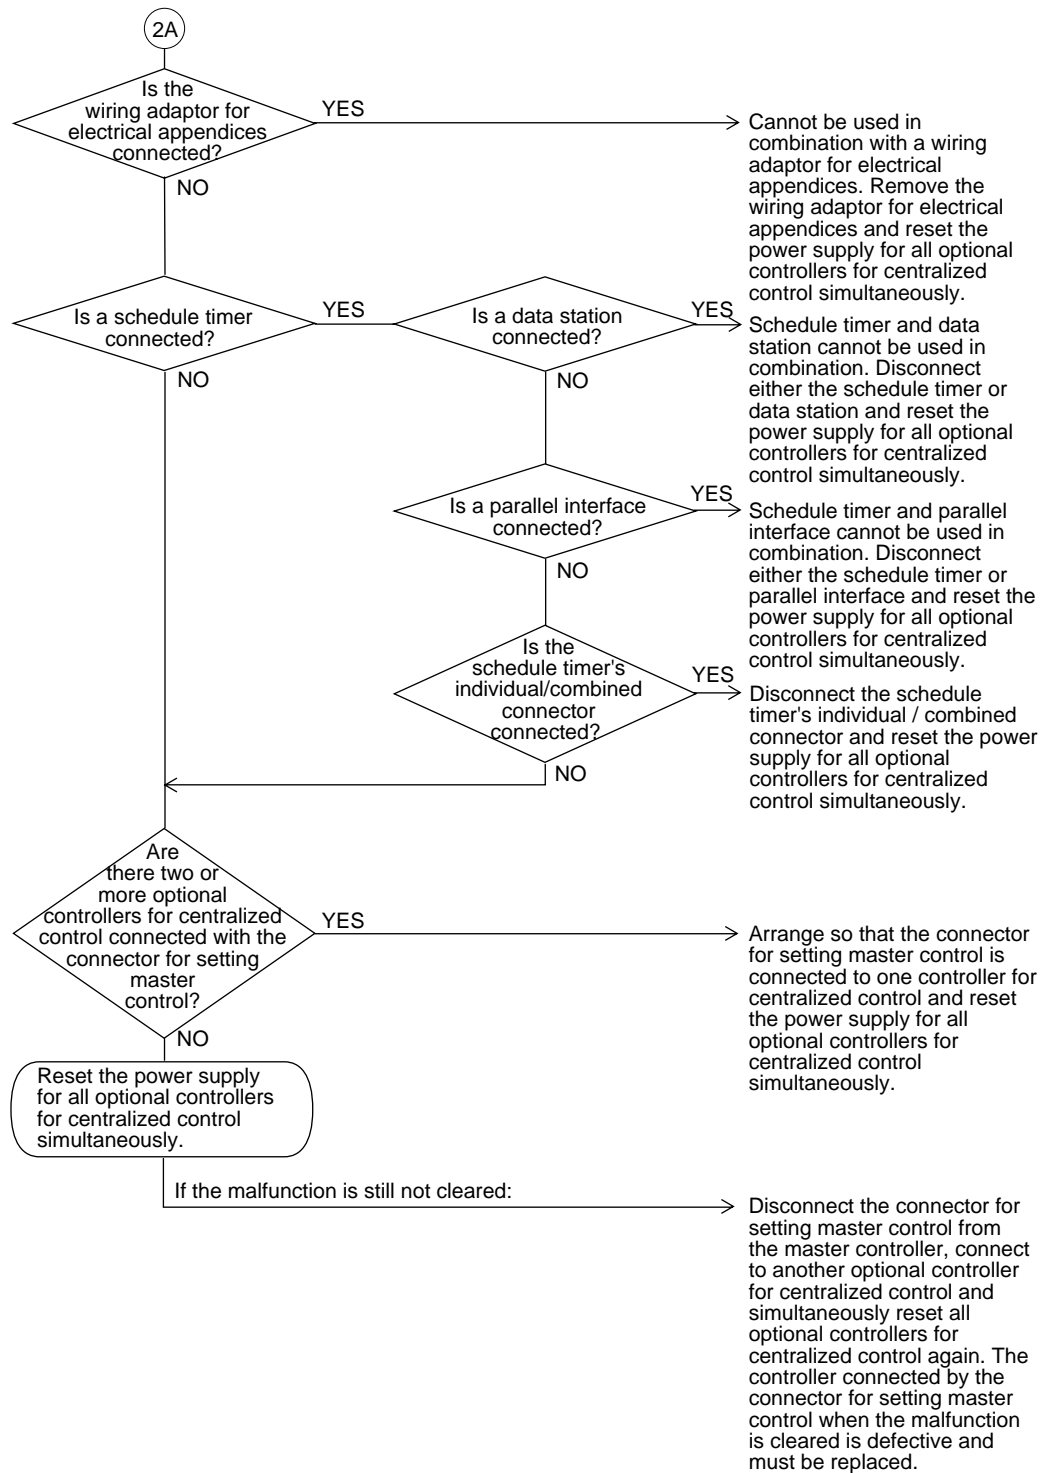 2A
Is the
wiring adaptor for
electrical appendices
connected?
YES
NO
Cannot be used in
combination with a wiring
adaptor for electrical
appendices. Remove the
wiring adaptor for electrical
appendices and reset the
power supply for all optional
controllers for centralized
control simultaneously.
Is a schedule timer
connected?
YES
NO
Is a data station
connected?
YES
NO
Schedule timer and data
station cannot be used in
combination. Disconnect
either the schedule timer or
data station and reset the
power supply for all optional
controllers for centralized
control simultaneously.
Is a parallel interface
connected?
YES
NO
Schedule timer and parallel
interface cannot be used in
combination. Disconnect
either the schedule timer or
parallel interface and reset the
power supply for all optional
controllers for centralized
control simultaneously.
Is the
schedule timer's
individual/combined
connector
connected?
YES
NO
Disconnect the schedule
timer's individual / combined
connector and reset the power
supply for all optional
controllers for centralized
control simultaneously.
Are
there two or
more optional
controllers for centralized
control connected with the
connector for setting
master
control?
YES
NO
Arrange so that the connector
for setting master control is
connected to one controller for
centralized control and reset
the power supply for all
optional controllers for
centralized control
simultaneously.
Reset the power supply
for all optional controllers
for centralized control
simultaneously.
If the malfunction is still not cleared:
Disconnect the connector for
setting master control from
the master controller, connect
to another optional controller
for centralized control and
simultaneously reset all
optional controllers for
centralized control again. The
controller connected by the
connector for setting master
control when the malfunction
is cleared is defective and
must be replaced.